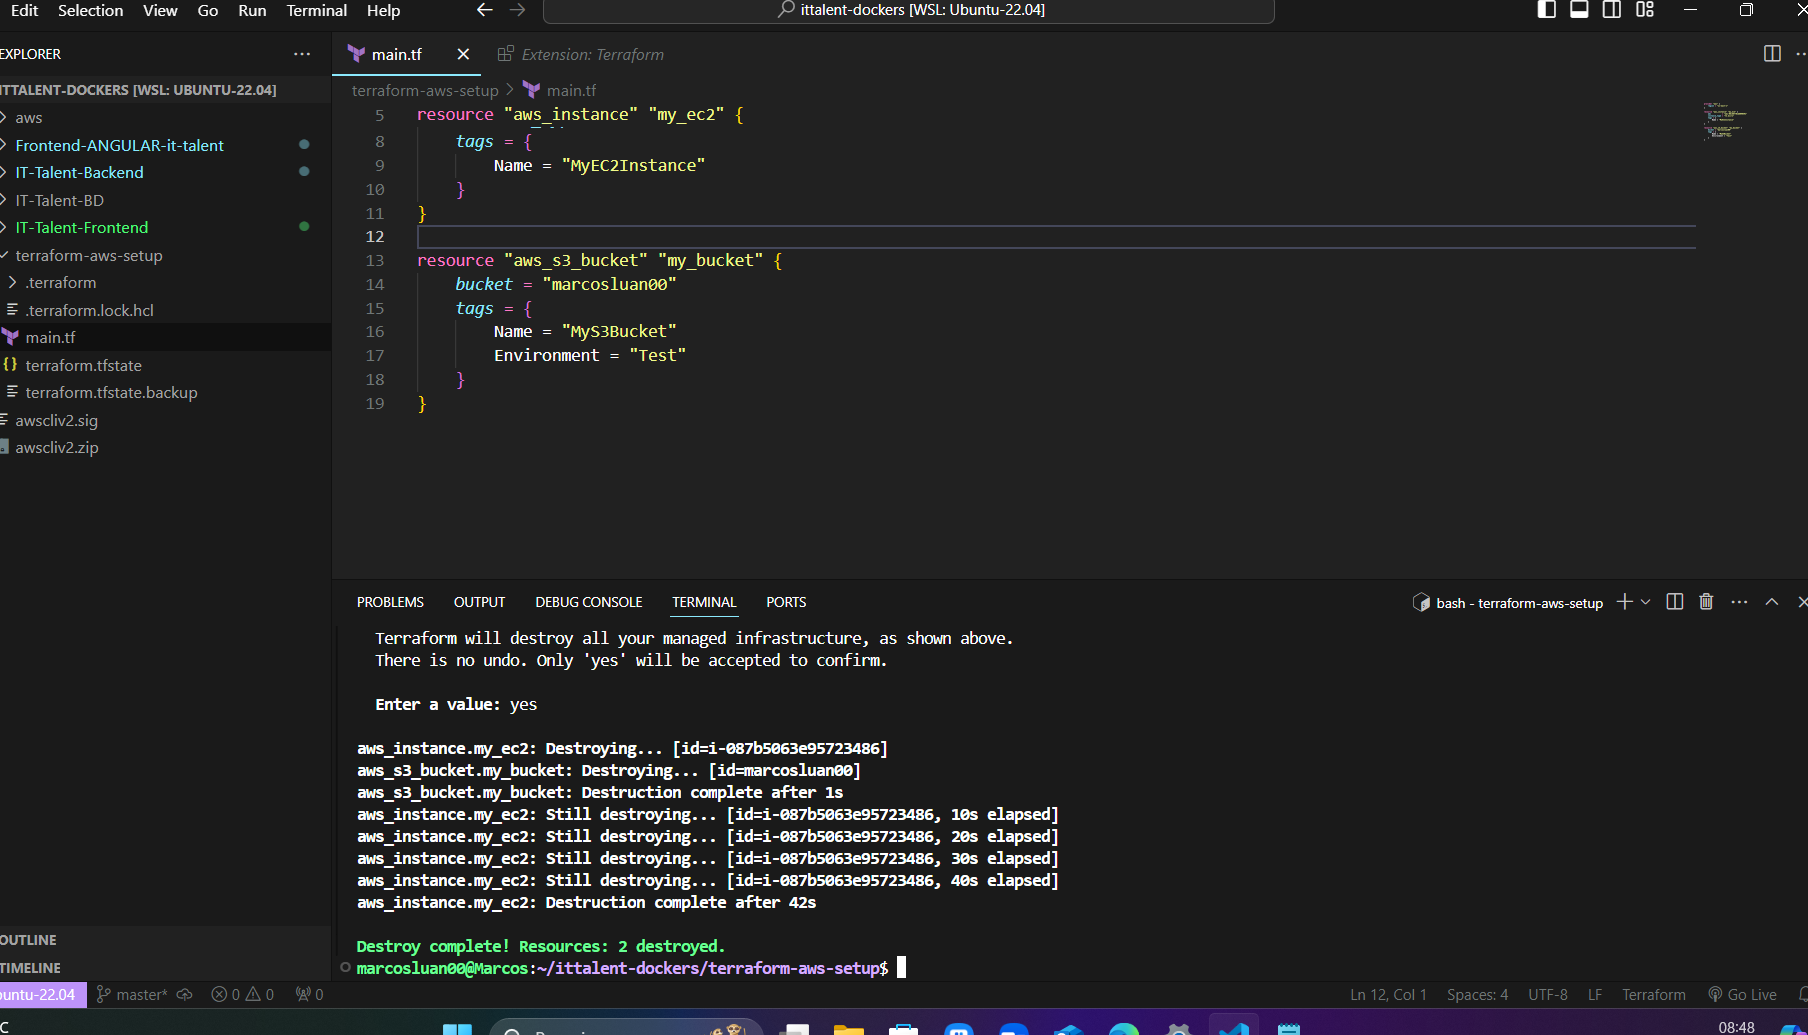 Edit Selection View Go Run Terminal Help
ittalent-dockers [WSL: Ubuntu-22.04]
EXPLORER
ITTALENT-DOCKERS [WSL: UBUNTU-22.04]
aws
Frontend-ANGULAR-it-talent
IT-Talent-Backend
IT-Talent-BD
IT-Talent-Frontend
terraform-aws-setup
.terraform
.terraform.lock.hcl
main.tf
terraform.tfstate
terraform.tfstate.backup
awscliv2.sig
awscliv2.zip
OUTLINE
TIMELINE
main.tf Extension: Terraform
terraform-aws-setup > main.tf
5 resource "aws_instance" "my_ec2" {
8 tags = {
9 Name = "MyEC2Instance"
10 }
11 }
12
13 resource "aws_s3_bucket" "my_bucket" {
14 bucket = "marcosluan00"
15 tags = {
16 Name = "MyS3Bucket"
17 Environment = "Test"
18 }
19 }
PROBLEMS OUTPUT DEBUG CONSOLE TERMINAL PORTS
bash - terraform-aws-setup
Terraform will destroy all your managed infrastructure, as shown above.
There is no undo. Only 'yes' will be accepted to confirm.
Enter a value: yes
aws_instance.my_ec2: Destroying... [id=i-087b5063e95723486]
aws_s3_bucket.my_bucket: Destroying... [id=marcosluan00]
aws_s3_bucket.my_bucket: Destruction complete after 1s
aws_instance.my_ec2: Still destroying... [id=i-087b5063e95723486, 10s elapsed]
aws_instance.my_ec2: Still destroying... [id=i-087b5063e95723486, 20s elapsed]
aws_instance.my_ec2: Still destroying... [id=i-087b5063e95723486, 30s elapsed]
aws_instance.my_ec2: Still destroying... [id=i-087b5063e95723486, 40s elapsed]
aws_instance.my_ec2: Destruction complete after 42s
Destroy complete! Resources: 2 destroyed.
marcosluan00@Marcos:~/ittalent-dockers/terraform-aws-setup$
buntu-22.04 master* 0 0 0
Ln 12, Col 1 Spaces: 4 UTF-8 LF Terraform Go Live
08:48